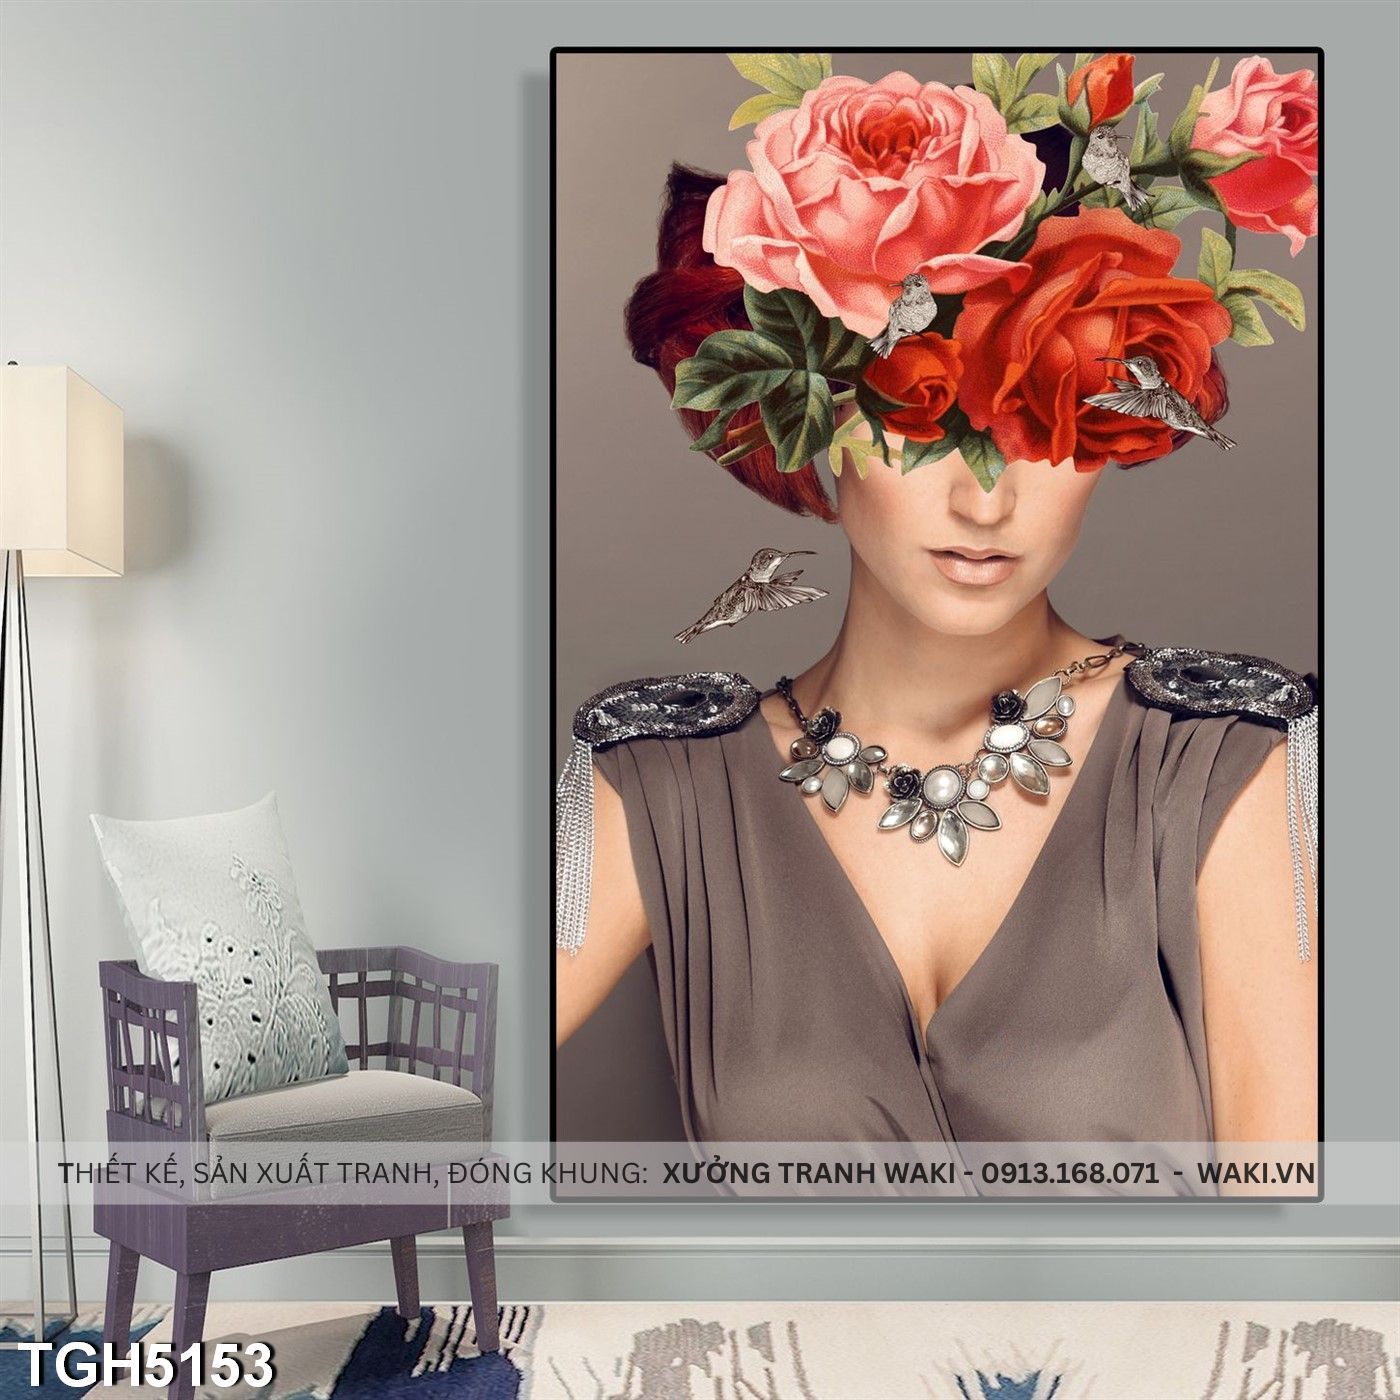 THIẾT KẾ, SẢN XUẤT TRANH, ĐÓNG KHUNG: XƯỞNG TRANH WAKI - 0913.168.071 - WAKI.VN
TGH5153